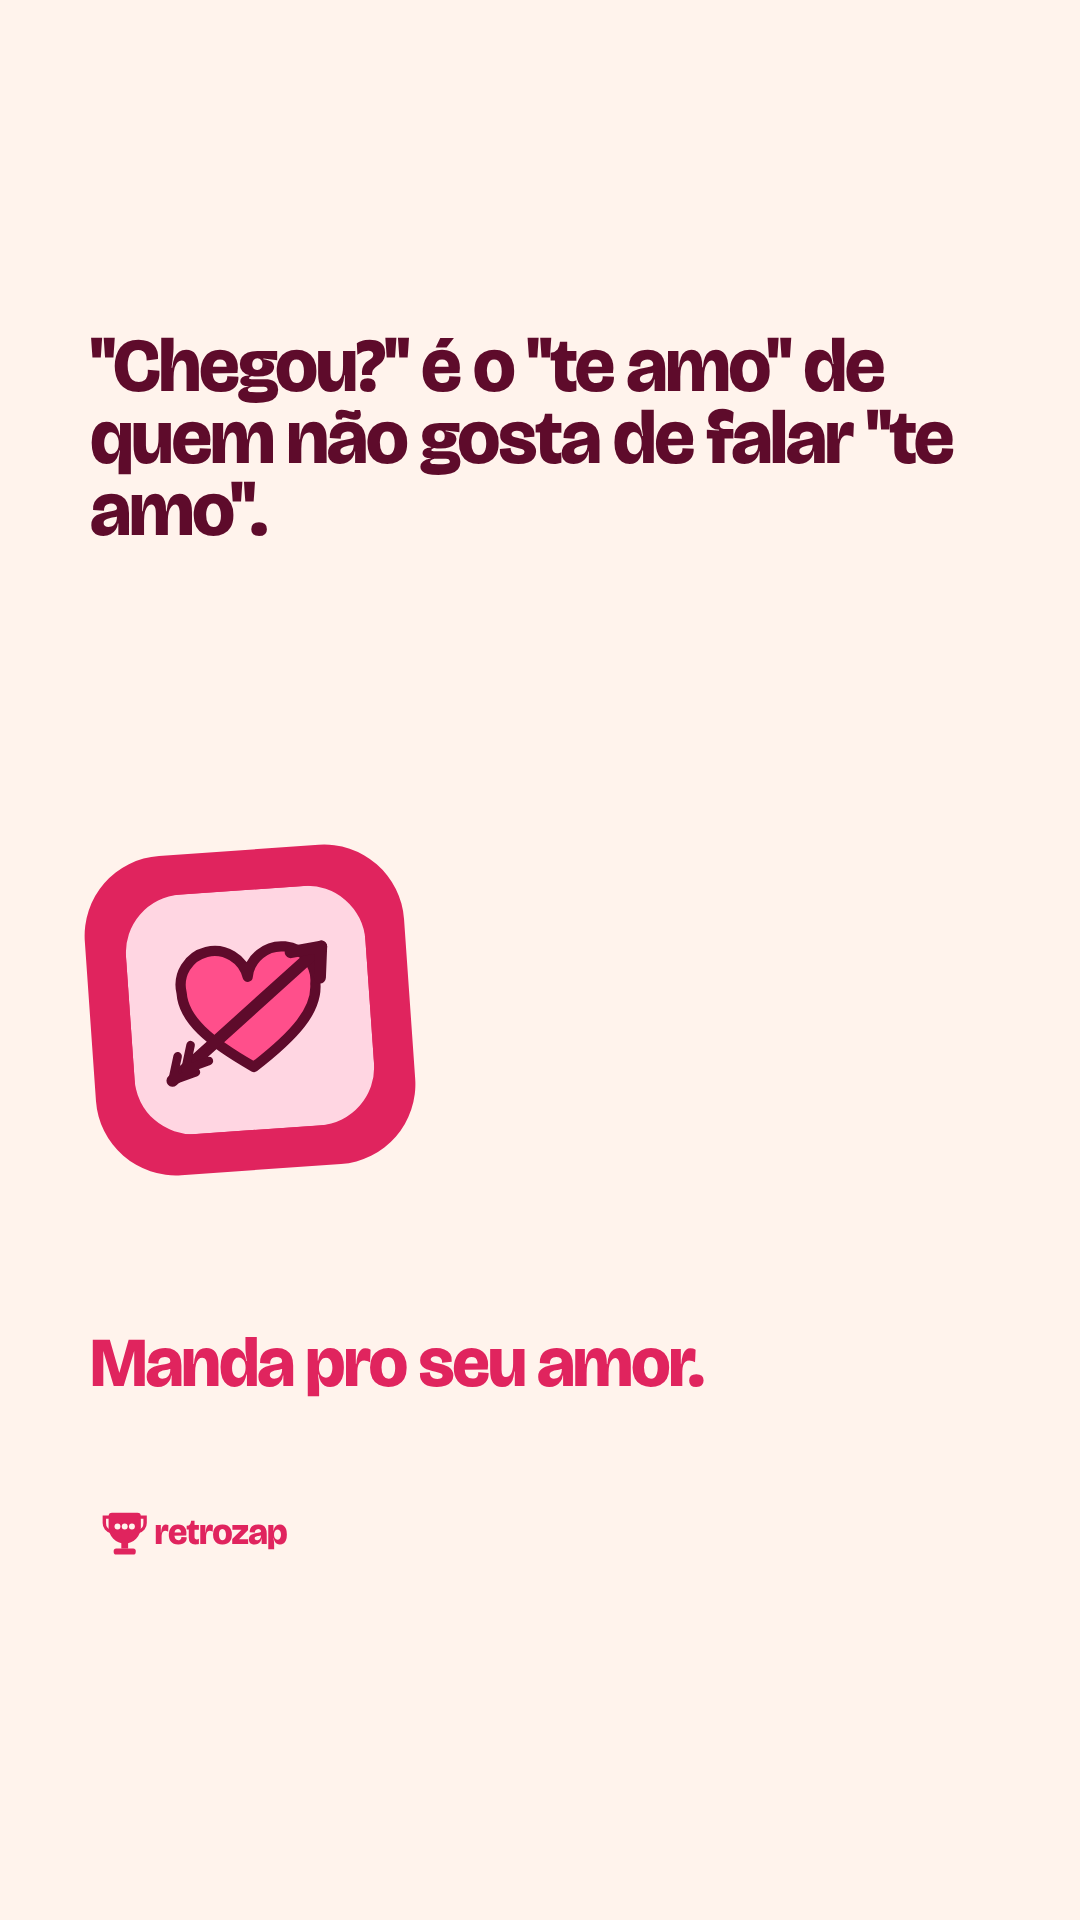 "Chegou?" é o "te amo" de
quem não gosta de falar "te
amo".
Manda pro seu amor.
retrozap